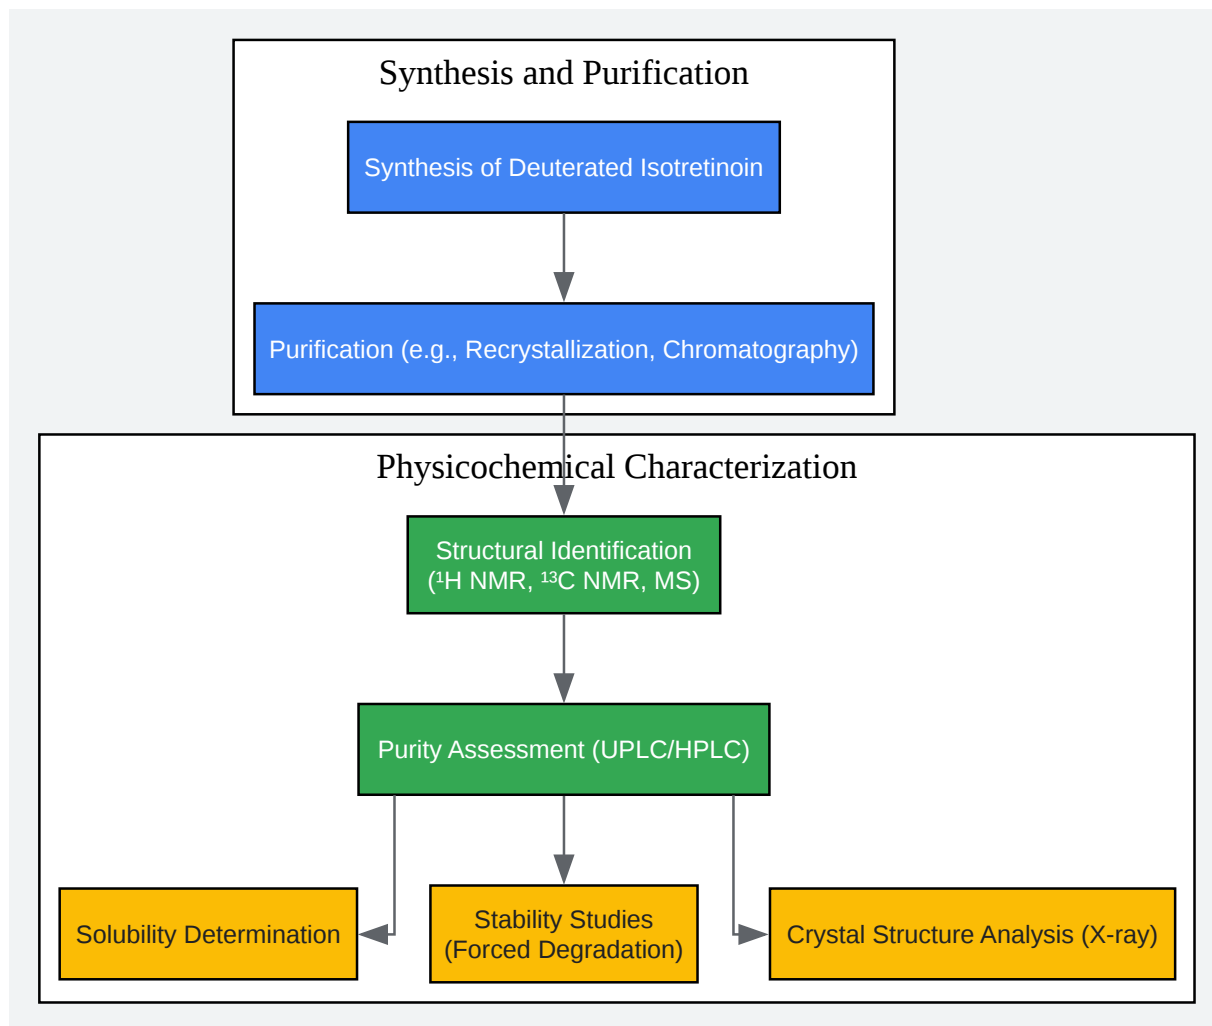 Synthesis and Purification
Synthesis of Deuterated Isotretinoin
Purification (e.g., Recrystallization, Chromatography)
Physicochemical Characterization
Structural Identification
(¹H NMR, ¹³C NMR, MS)
Purity Assessment (UPLC/HPLC)
Solubility Determination
Stability Studies
(Forced Degradation)
Crystal Structure Analysis (X-ray)